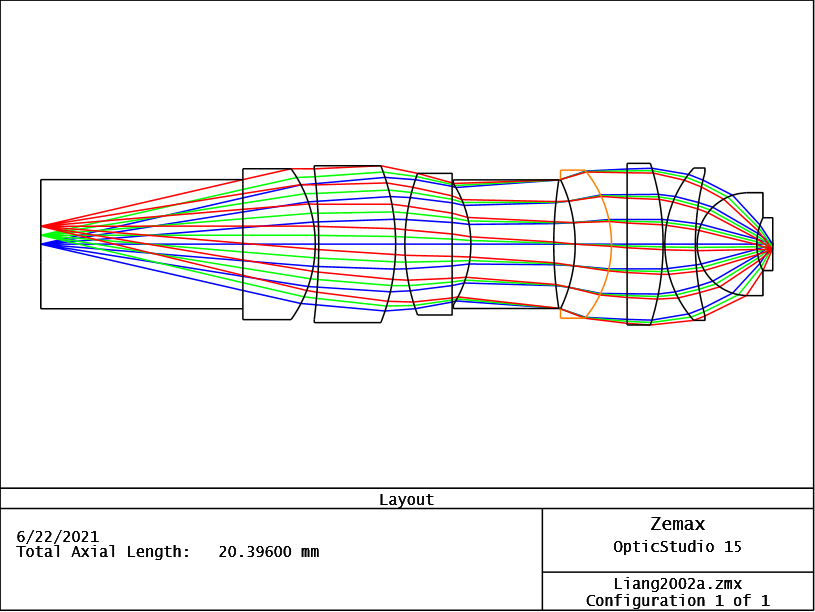 Layout
6/22/2021
Total Axial Length:   20.39600 mm
Zemax
OpticStudio 15
Liang2002a.zmx
Configuration 1 of 1